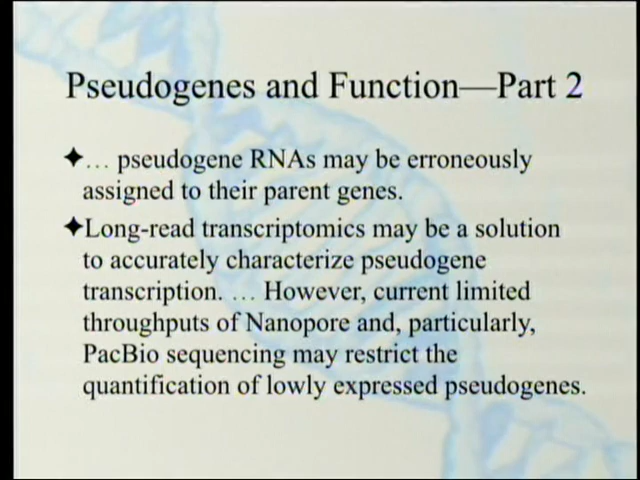 Pseudogenes and Function—Part 2
✦… pseudogene RNAs may be erroneously
assigned to their parent genes.
✦Long-read transcriptomics may be a solution
to accurately characterize pseudogene
transcription. … However, current limited
throughputs of Nanopore and, particularly,
PacBio sequencing may restrict the
quantification of lowly expressed pseudogenes.